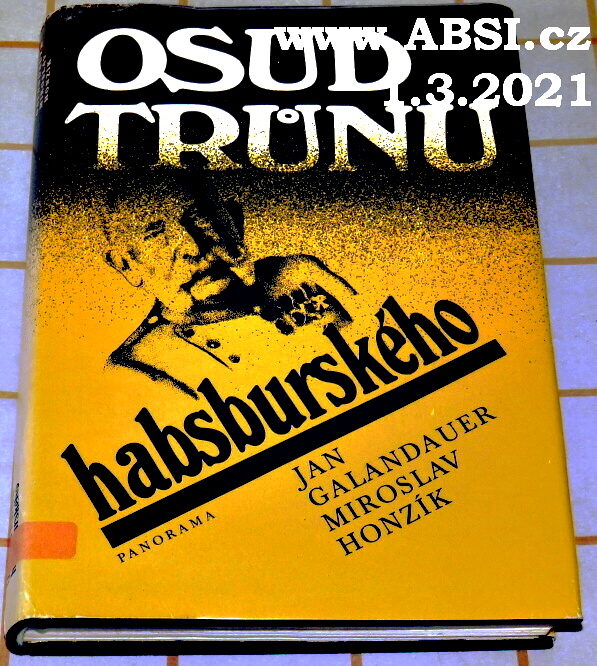 www.ABSI.cz
OSUD
1.3.2021
TRŮNU
habsburského
JAN
GALANDAUER
MIROSLAV
HONZÍK
PANORAMA